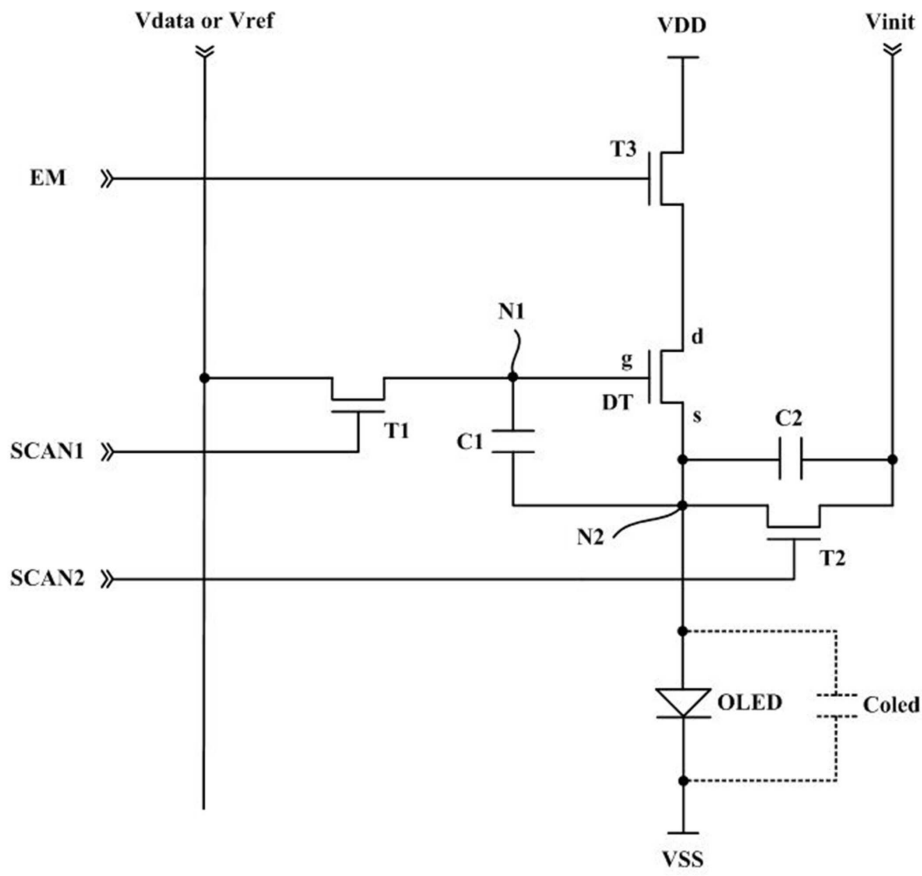 Vdata or Vref
VDD
Vinit
T3
EM
N1
d
g
DT
s
C2
T1
C1
SCAN1
N2
T2
SCAN2
OLED
Coled
VSS